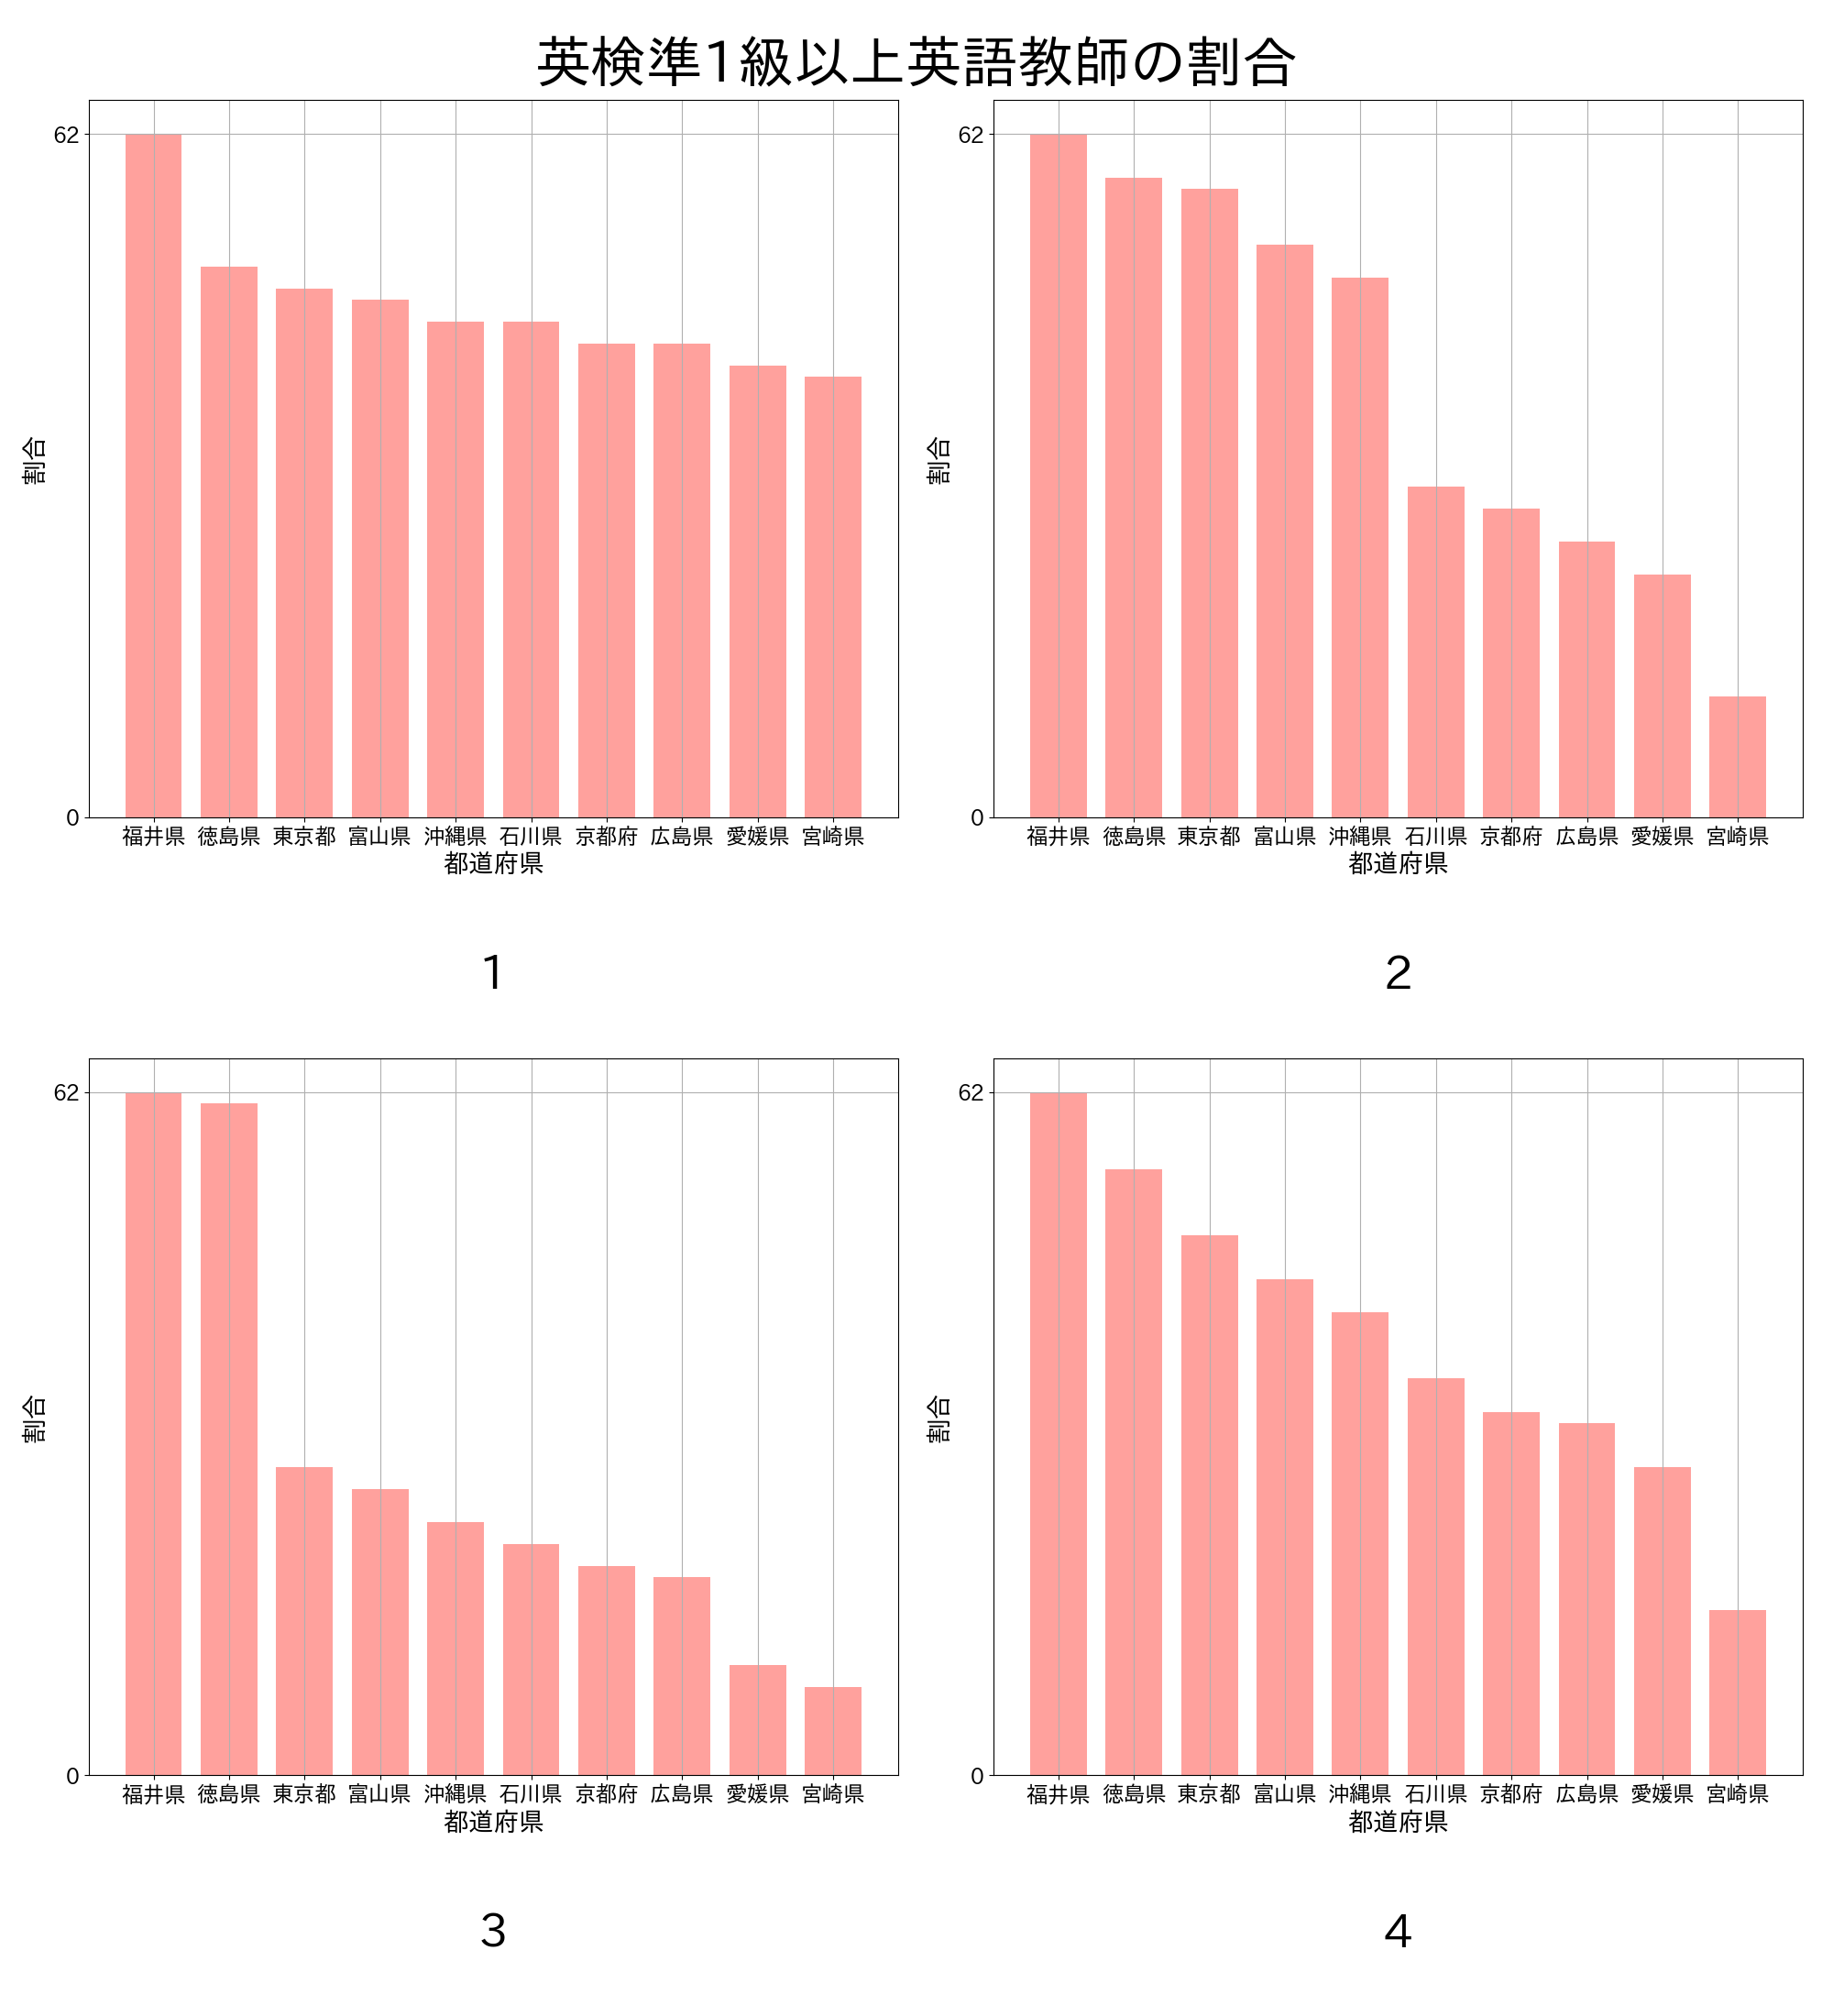 英検準1級以上英語教師の割合
62
0
割合
福井県 徳島県 東京都 富山県 沖縄県 石川県 京都府 広島県 愛媛県 宮崎県
都道府県
1
62
0
割合
福井県 徳島県 東京都 富山県 沖縄県 石川県 京都府 広島県 愛媛県 宮崎県
都道府県
2
62
0
割合
福井県 徳島県 東京都 富山県 沖縄県 石川県 京都府 広島県 愛媛県 宮崎県
都道府県
3
62
0
割合
福井県 徳島県 東京都 富山県 沖縄県 石川県 京都府 広島県 愛媛県 宮崎県
都道府県
4